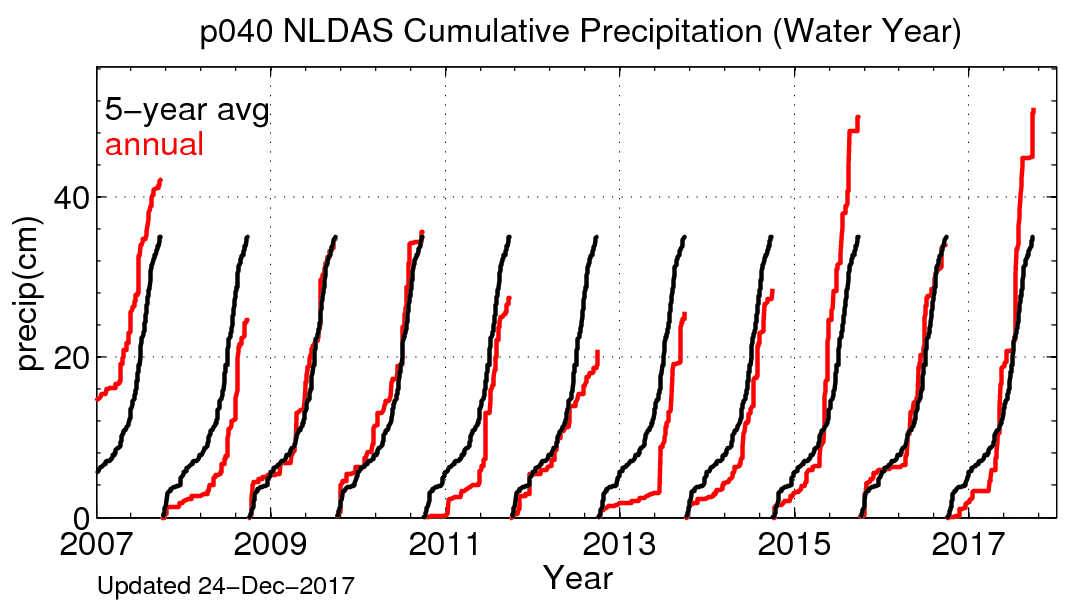 p040 NLDAS Cumulative Precipitation (Water Year)
5-year avg
annual
40
20
0
precip(cm)
2007 2009 2011 2013 2015 2017
Year
Updated 24-Dec-2017